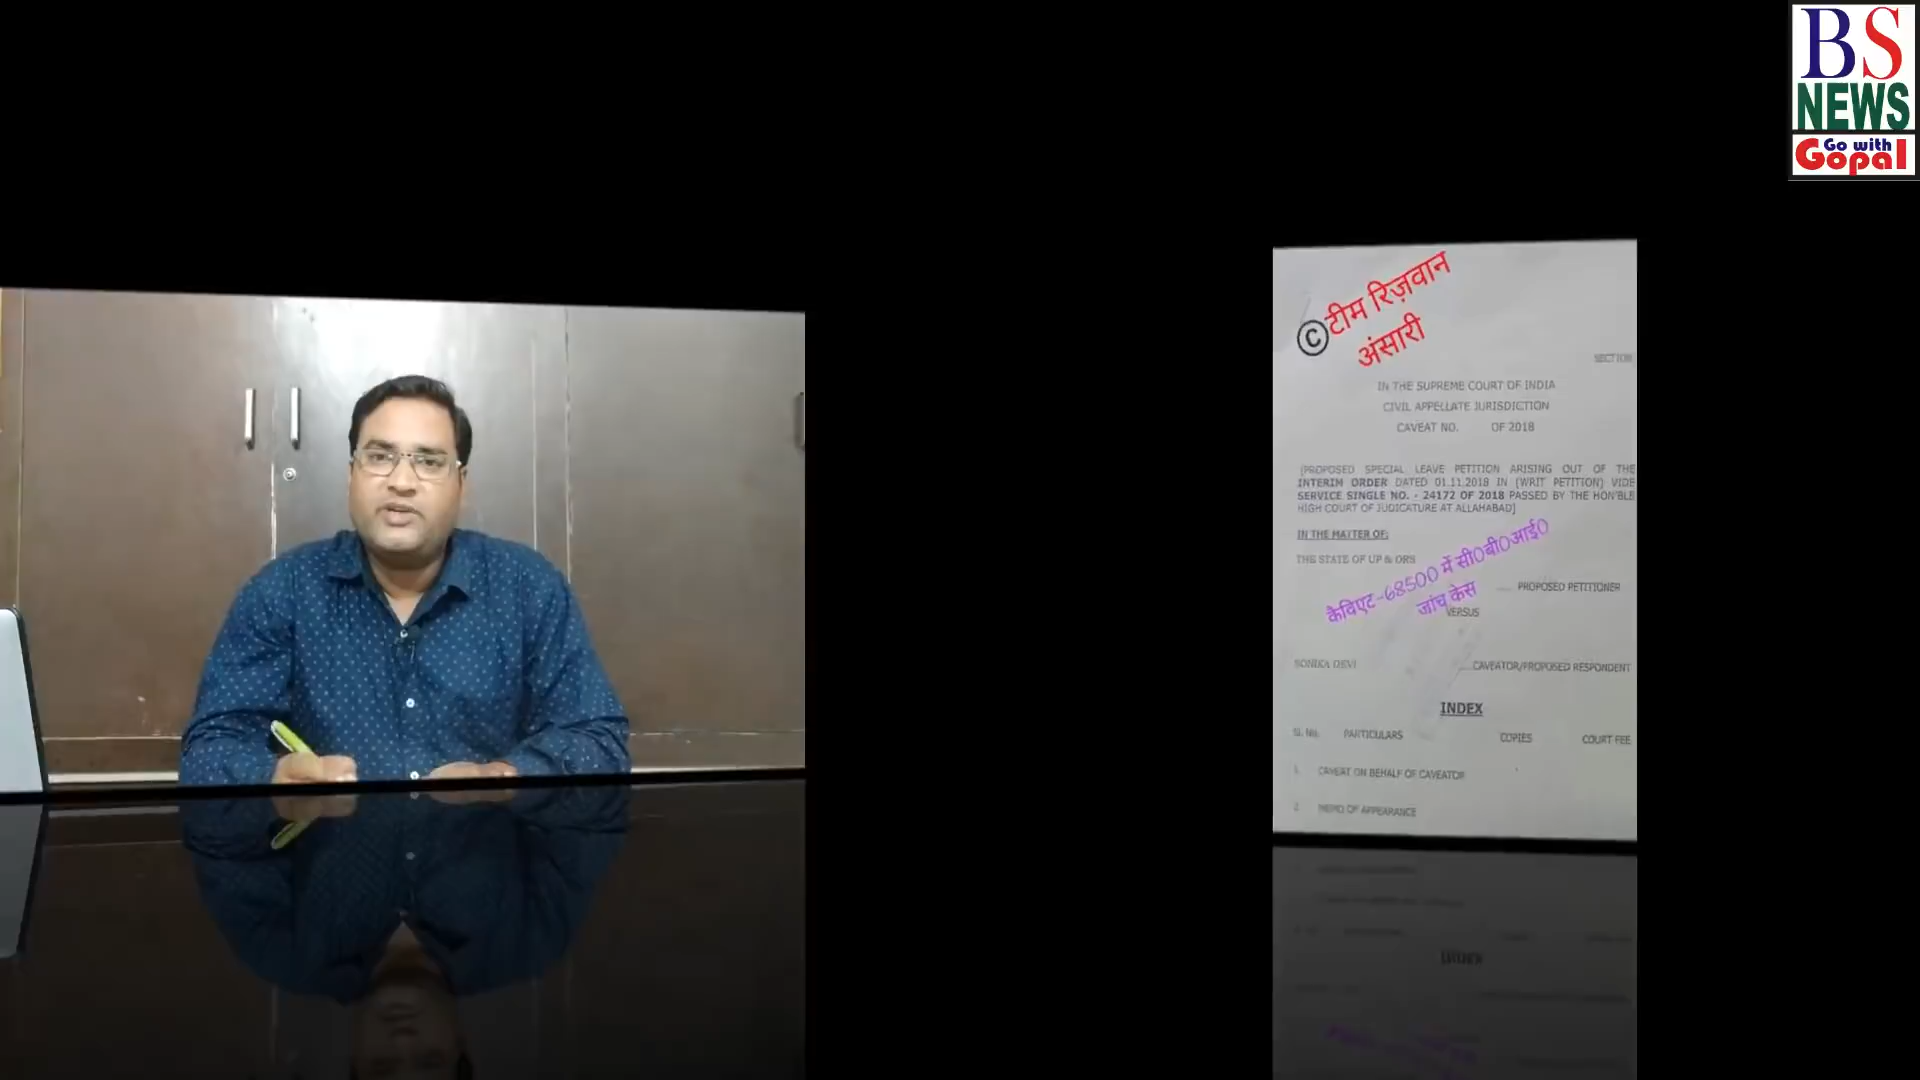 BS
NEWS
Go with
Gopal
©टीम रिज़वान
अंसारी
SECTION
IN THE SUPREME COURT OF INDIA
CIVIL APPELLATE JURISDICTION
CAVEAT NO. OF 2018
[PROPOSED SPECIAL LEAVE PETITION ARISING OUT OF THE
INTERIM ORDER DATED 01.11.2018 IN (WRIT PETITION) VIDE
SERVICE SINGLE NO. - 24172 OF 2018 PASSED BY THE HON'BLE
HIGH COURT OF JUDICATURE AT ALLAHABAD]
IN THE MATTER OF:
THE STATE OF UP & ORS
कैविएट-68500 में सी0बी0आई0
जांच केस
.... PROPOSED PETITIONER
VERSUS
SONIKA DEVI ....CAVEATOR/PROPOSED RESPONDENT
INDEX
SL. No. PARTICULARS COPIES COURT FEE
1. CAVEAT ON BEHALF OF CAVEATOR
2. MEMO OF APPEARANCE